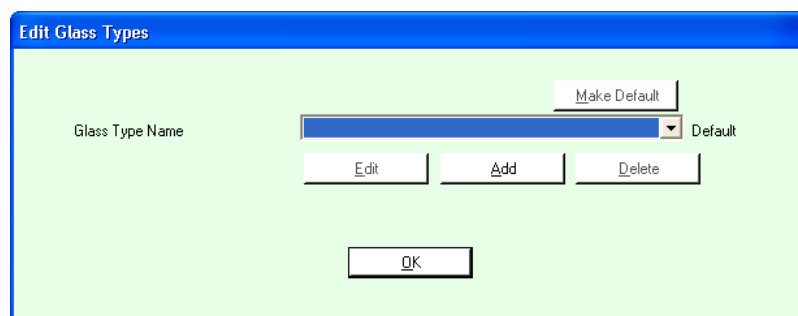 Edit Glass Types
Make Default
Glass Type Name Default
Edit Add Delete
OK